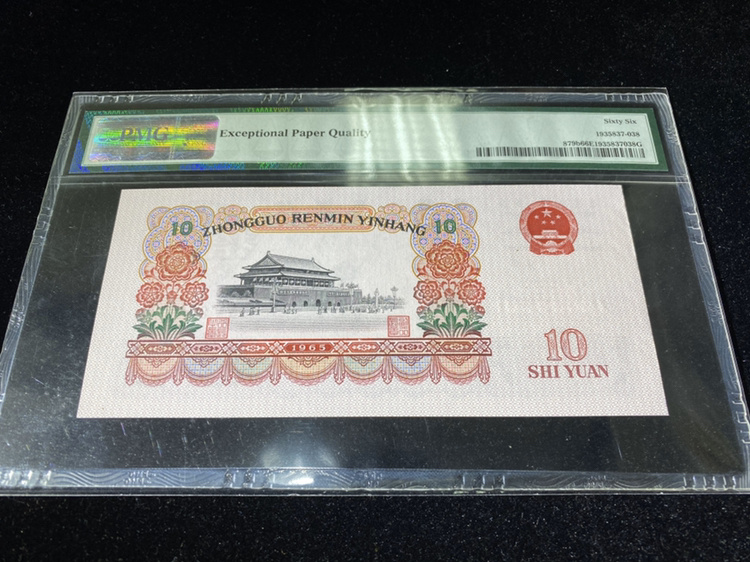 PMG
Exceptional Paper Quality
Sixty Six
1935837-038
879b66E1935837038G
10 ZHONGGUO RENMIN YINHANG 10
1965
10
SHI YUAN